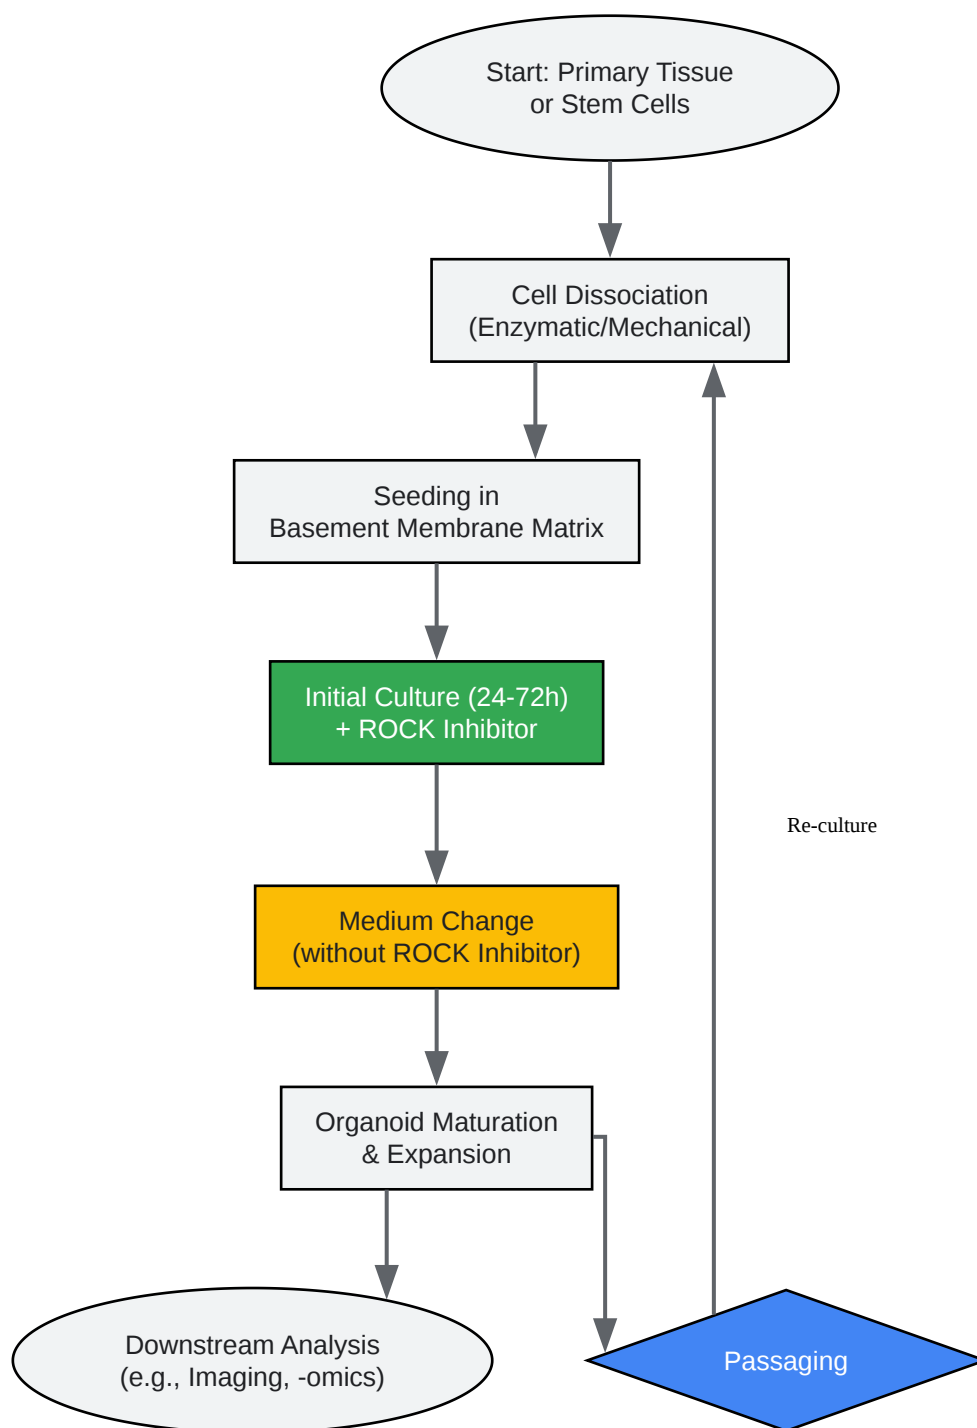 Start: Primary Tissue
or Stem Cells
Cell Dissociation
(Enzymatic/Mechanical)
Seeding in
Basement Membrane Matrix
Initial Culture (24-72h)
+ ROCK Inhibitor
Re-culture
Medium Change
(without ROCK Inhibitor)
Organoid Maturation
& Expansion
Downstream Analysis
(e.g., Imaging, -omics)
Passaging